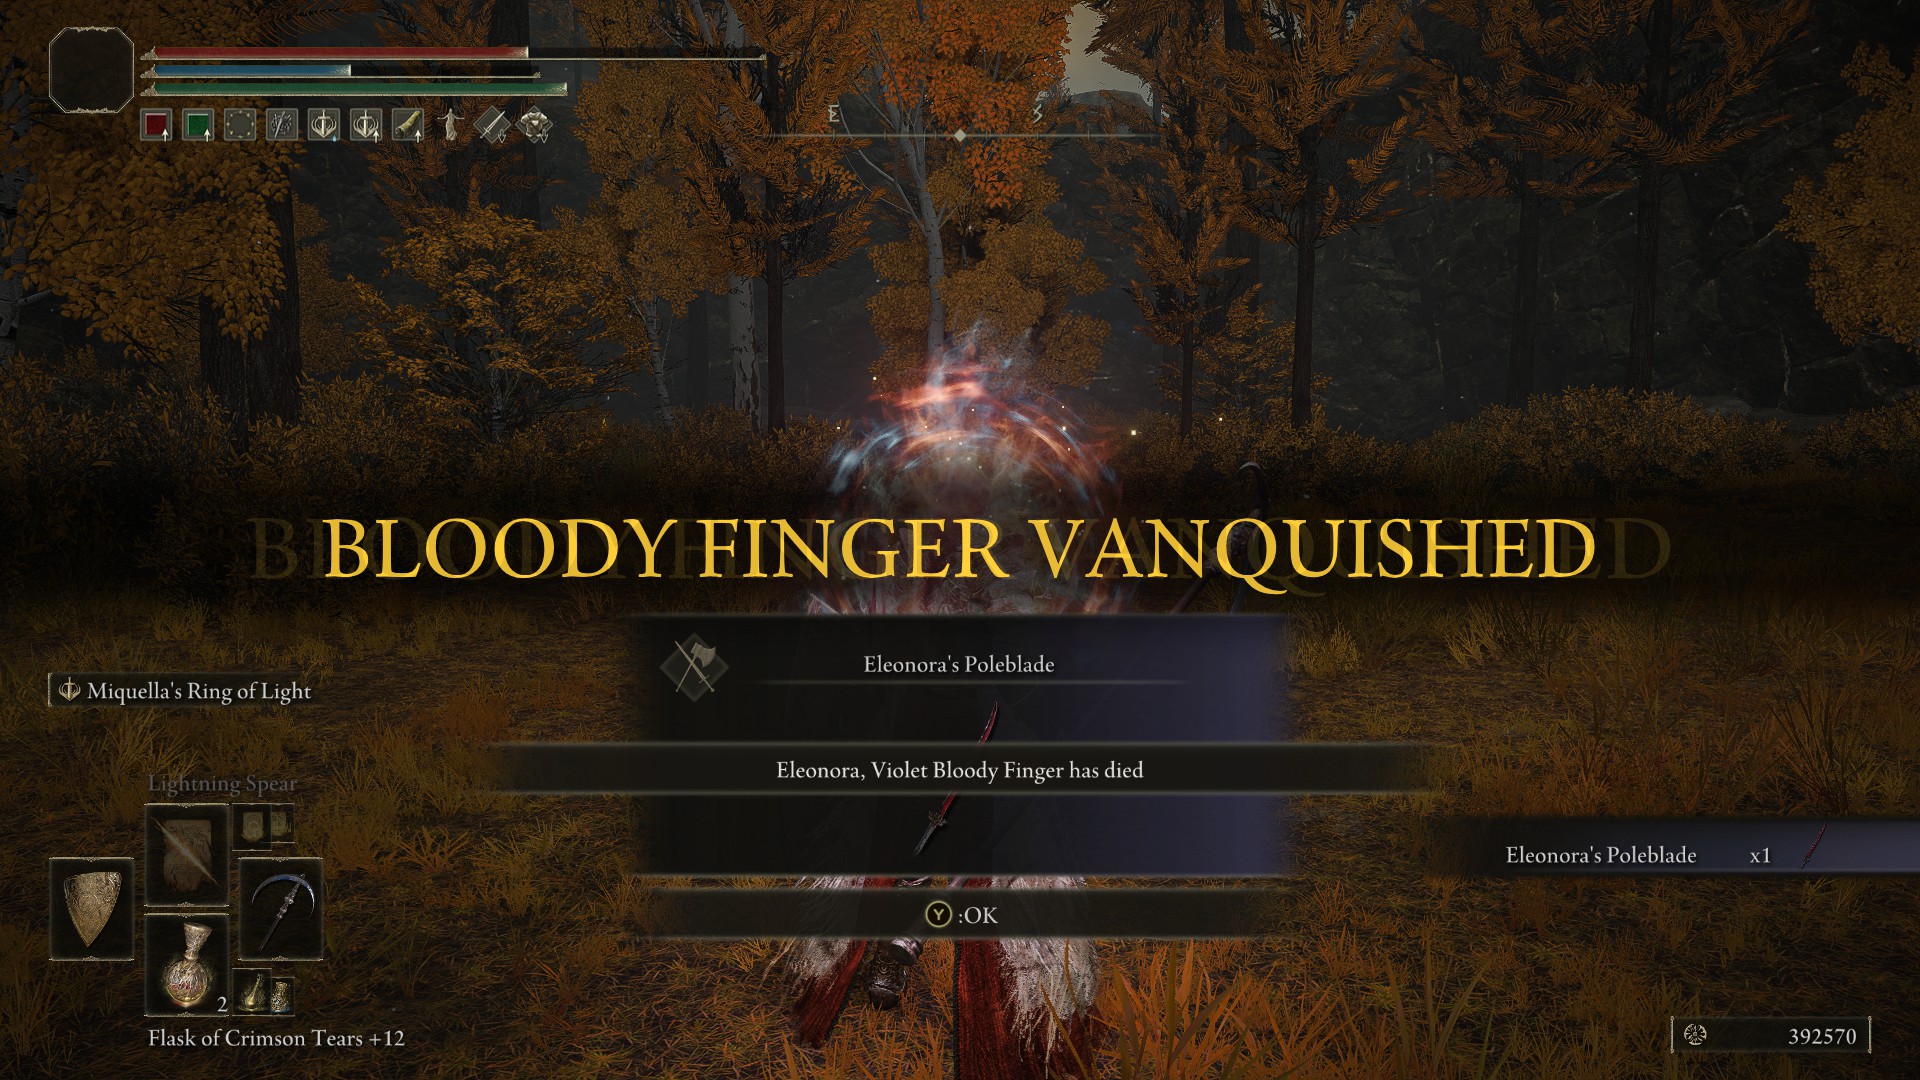 E
S
BLOODY FINGER VANQUISHED
Eleonora's Poleblade
Miquella's Ring of Light
Eleonora, Violet Bloody Finger has died
Lightning Spear
Eleonora's Poleblade x1
Y :OK
2
Flask of Crimson Tears +12
392570